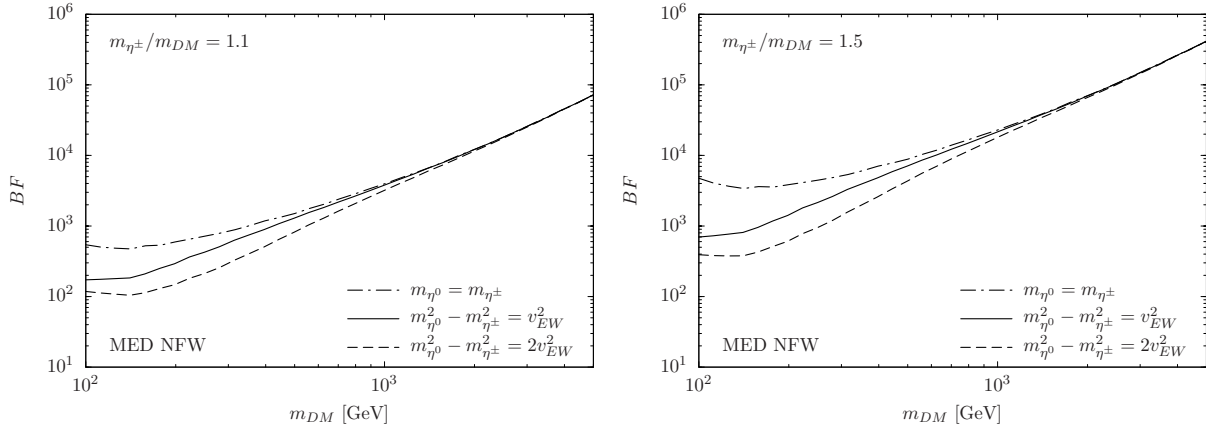 10^6
10^5
10^4
10^3
10^2
10^1
BF
m_{η^±}/m_{DM} = 1.1
m_{η^0} = m_{η^±}
m^2_{η^0} − m^2_{η^±} = v^2_{EW}
m^2_{η^0} − m^2_{η^±} = 2v^2_{EW}
MED NFW
10^2 10^3
m_{DM} [GeV]
10^6
10^5
10^4
10^3
10^2
10^1
BF
m_{η^±}/m_{DM} = 1.5
m_{η^0} = m_{η^±}
m^2_{η^0} − m^2_{η^±} = v^2_{EW}
m^2_{η^0} − m^2_{η^±} = 2v^2_{EW}
MED NFW
10^2 10^3
m_{DM} [GeV]